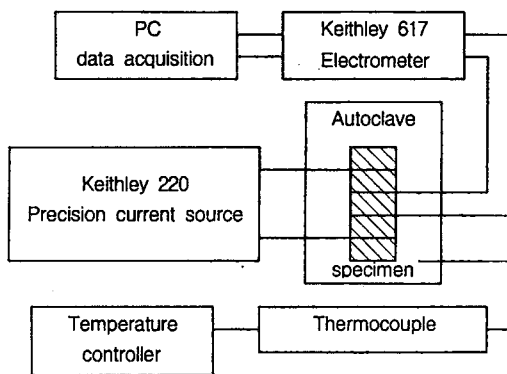 PC
data acquisition
Keithley 617
Electrometer
Autoclave
Keithley 220
Precision current source
specimen
Temperature
controller
Thermocouple